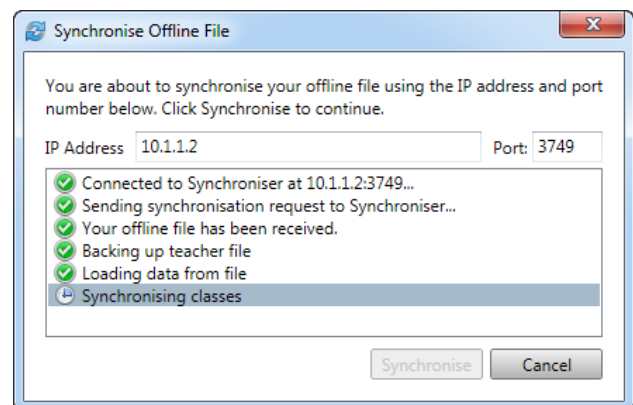 Synchronise Offline File
You are about to synchronise your offline file using the IP address and port
number below. Click Synchronise to continue.
IP Address 10.1.1.2 Port: 3749
Connected to Synchroniser at 10.1.1.2:3749...
Sending synchronisation request to Synchroniser...
Your offline file has been received.
Backing up teacher file
Loading data from file
Synchronising classes
Synchronise Cancel